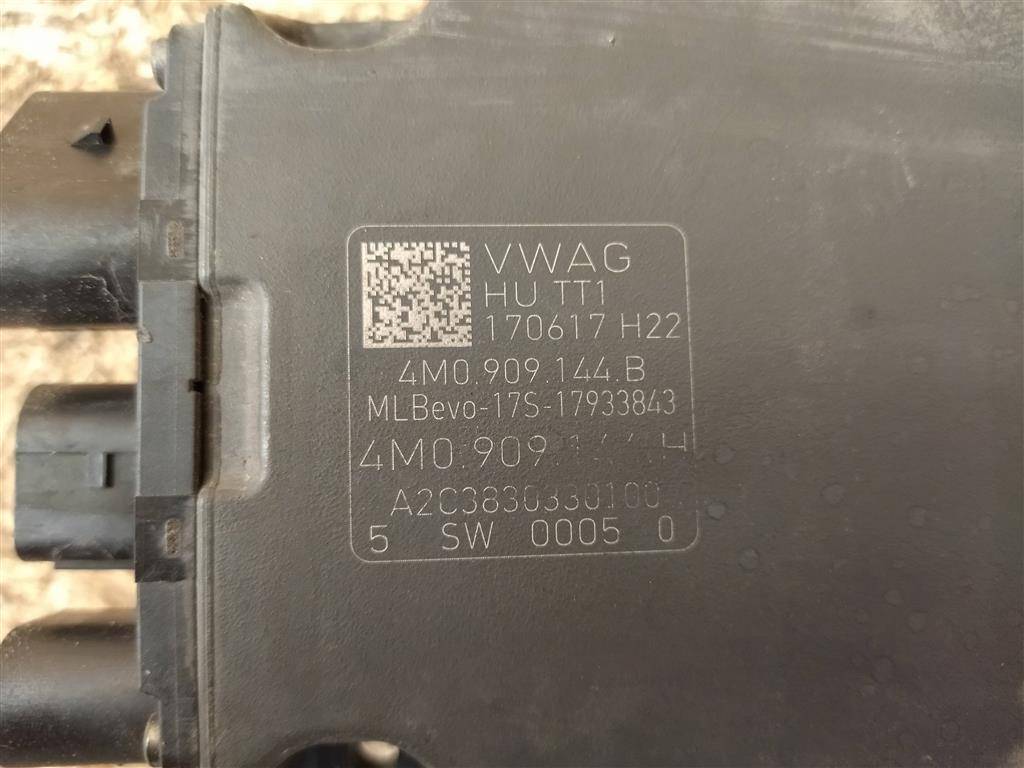 VWAG
HU TT1
170617 H22
4M0.909.144.B
MLBevo-17S-17933843
4M0.909.
A2C3830330100
5 SW 0005 0